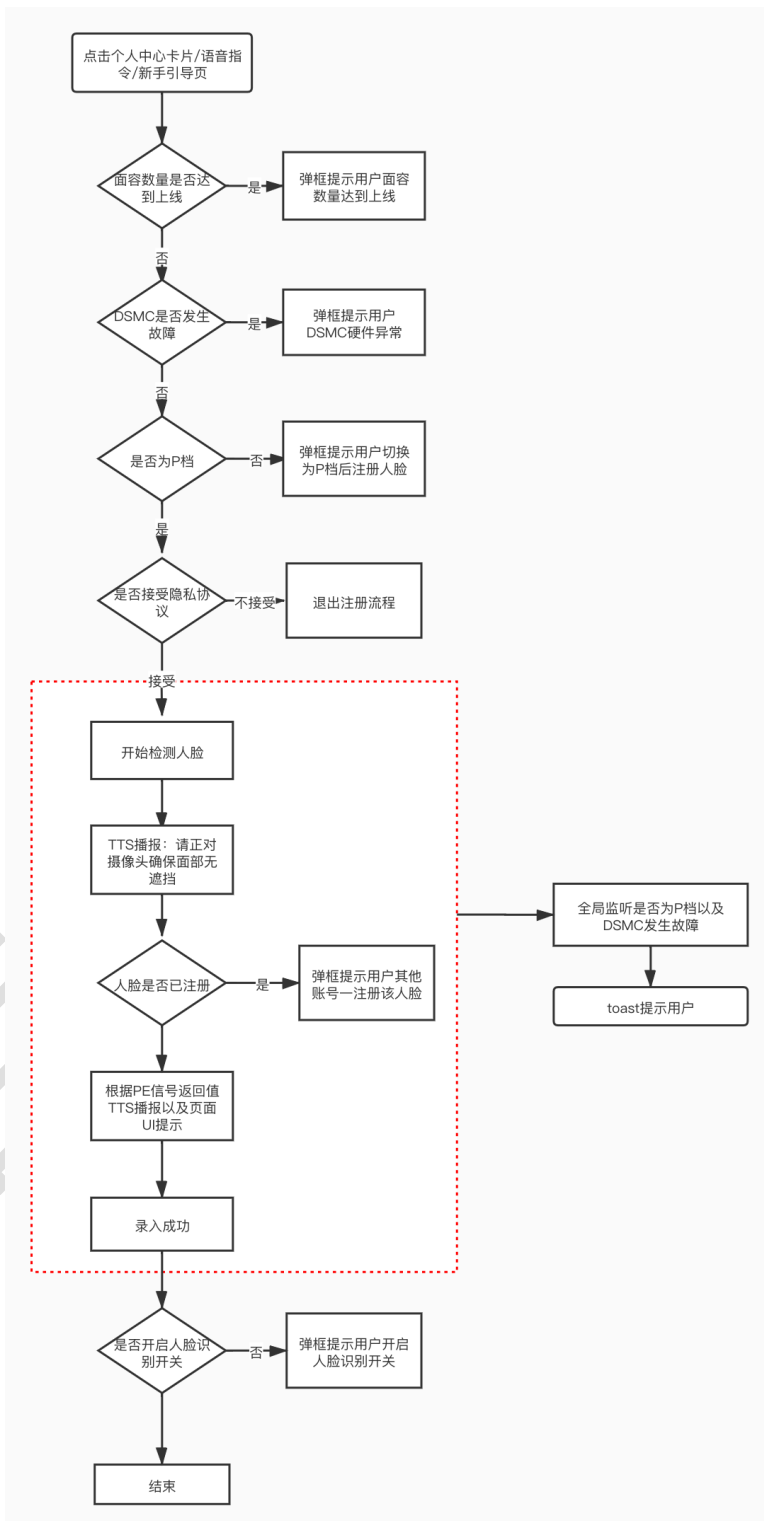 点击个人中心卡片/语音指
令/新手引导页
面容数量是否达
到上线
是
弹框提示用户面容
数量达到上线
否
DSMC是否发生
故障
是
弹框提示用户
DSMC硬件异常
否
是否为P档
否
弹框提示用户切换
为P档后注册人脸
是
是否接受隐私协
议
不接受
退出注册流程
接受
开始检测人脸
TTS播报：请正对
摄像头确保面部无
遮挡
人脸是否已注册
是
弹框提示用户其他
账号一注册该人脸
根据PE信号返回值
TTS播报以及页面
UI提示
录入成功
全局监听是否为P档以及
DSMC发生故障
toast提示用户
是否开启人脸识
别开关
否
弹框提示用户开启
人脸识别开关
结束